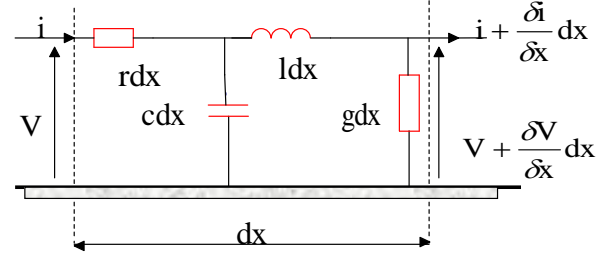 i
i + δi/δx dx
rdx
ldx
V
cdx
gdx
V + δV/δx dx
dx